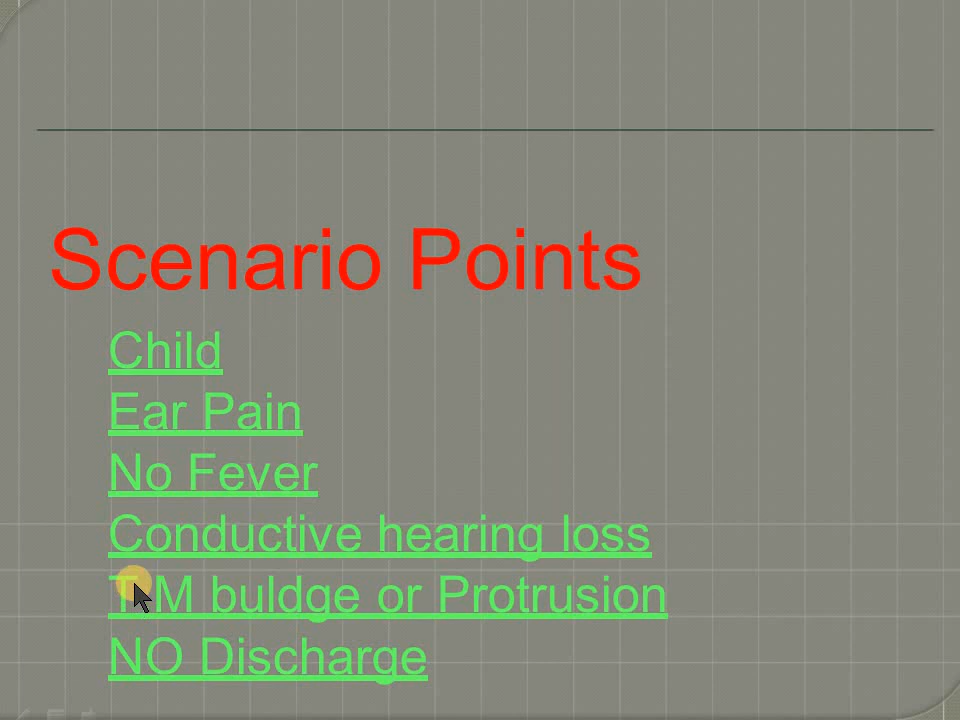 Scenario Points
Child
Ear Pain
No Fever
Conductive hearing loss
T M buldge or Protrusion
NO Discharge